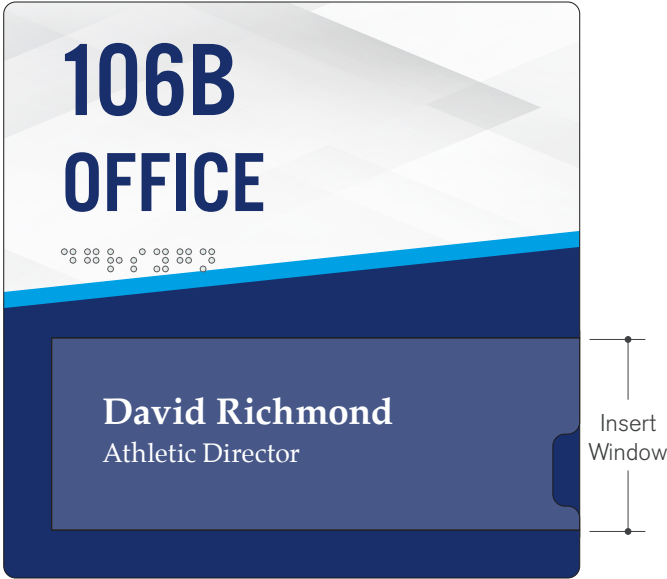 106B
OFFICE
David Richmond
Athletic Director
Insert
Window